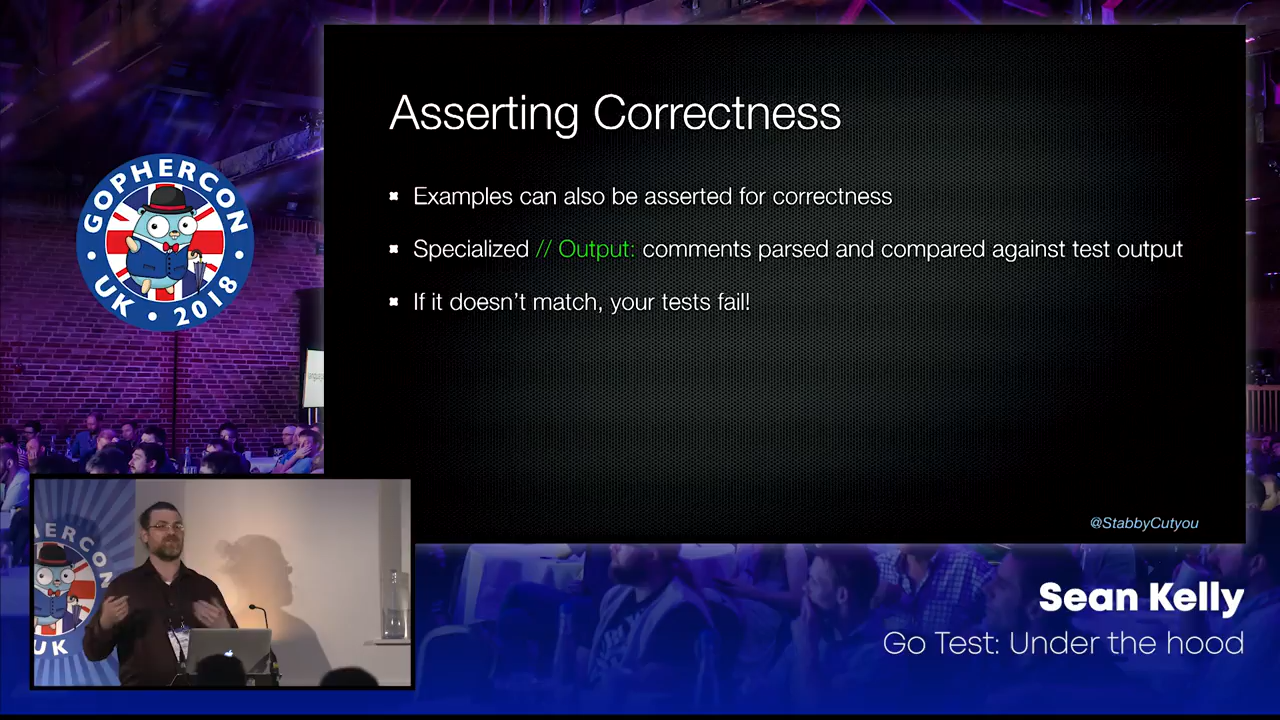 GOPHERCON
UK • 2018
Asserting Correctness
Examples can also be asserted for correctness
Specialized // Output: comments parsed and compared against test output
If it doesn’t match, your tests fail!
@StabbyCutyou
Sean Kelly
Go Test: Under the hood
UK